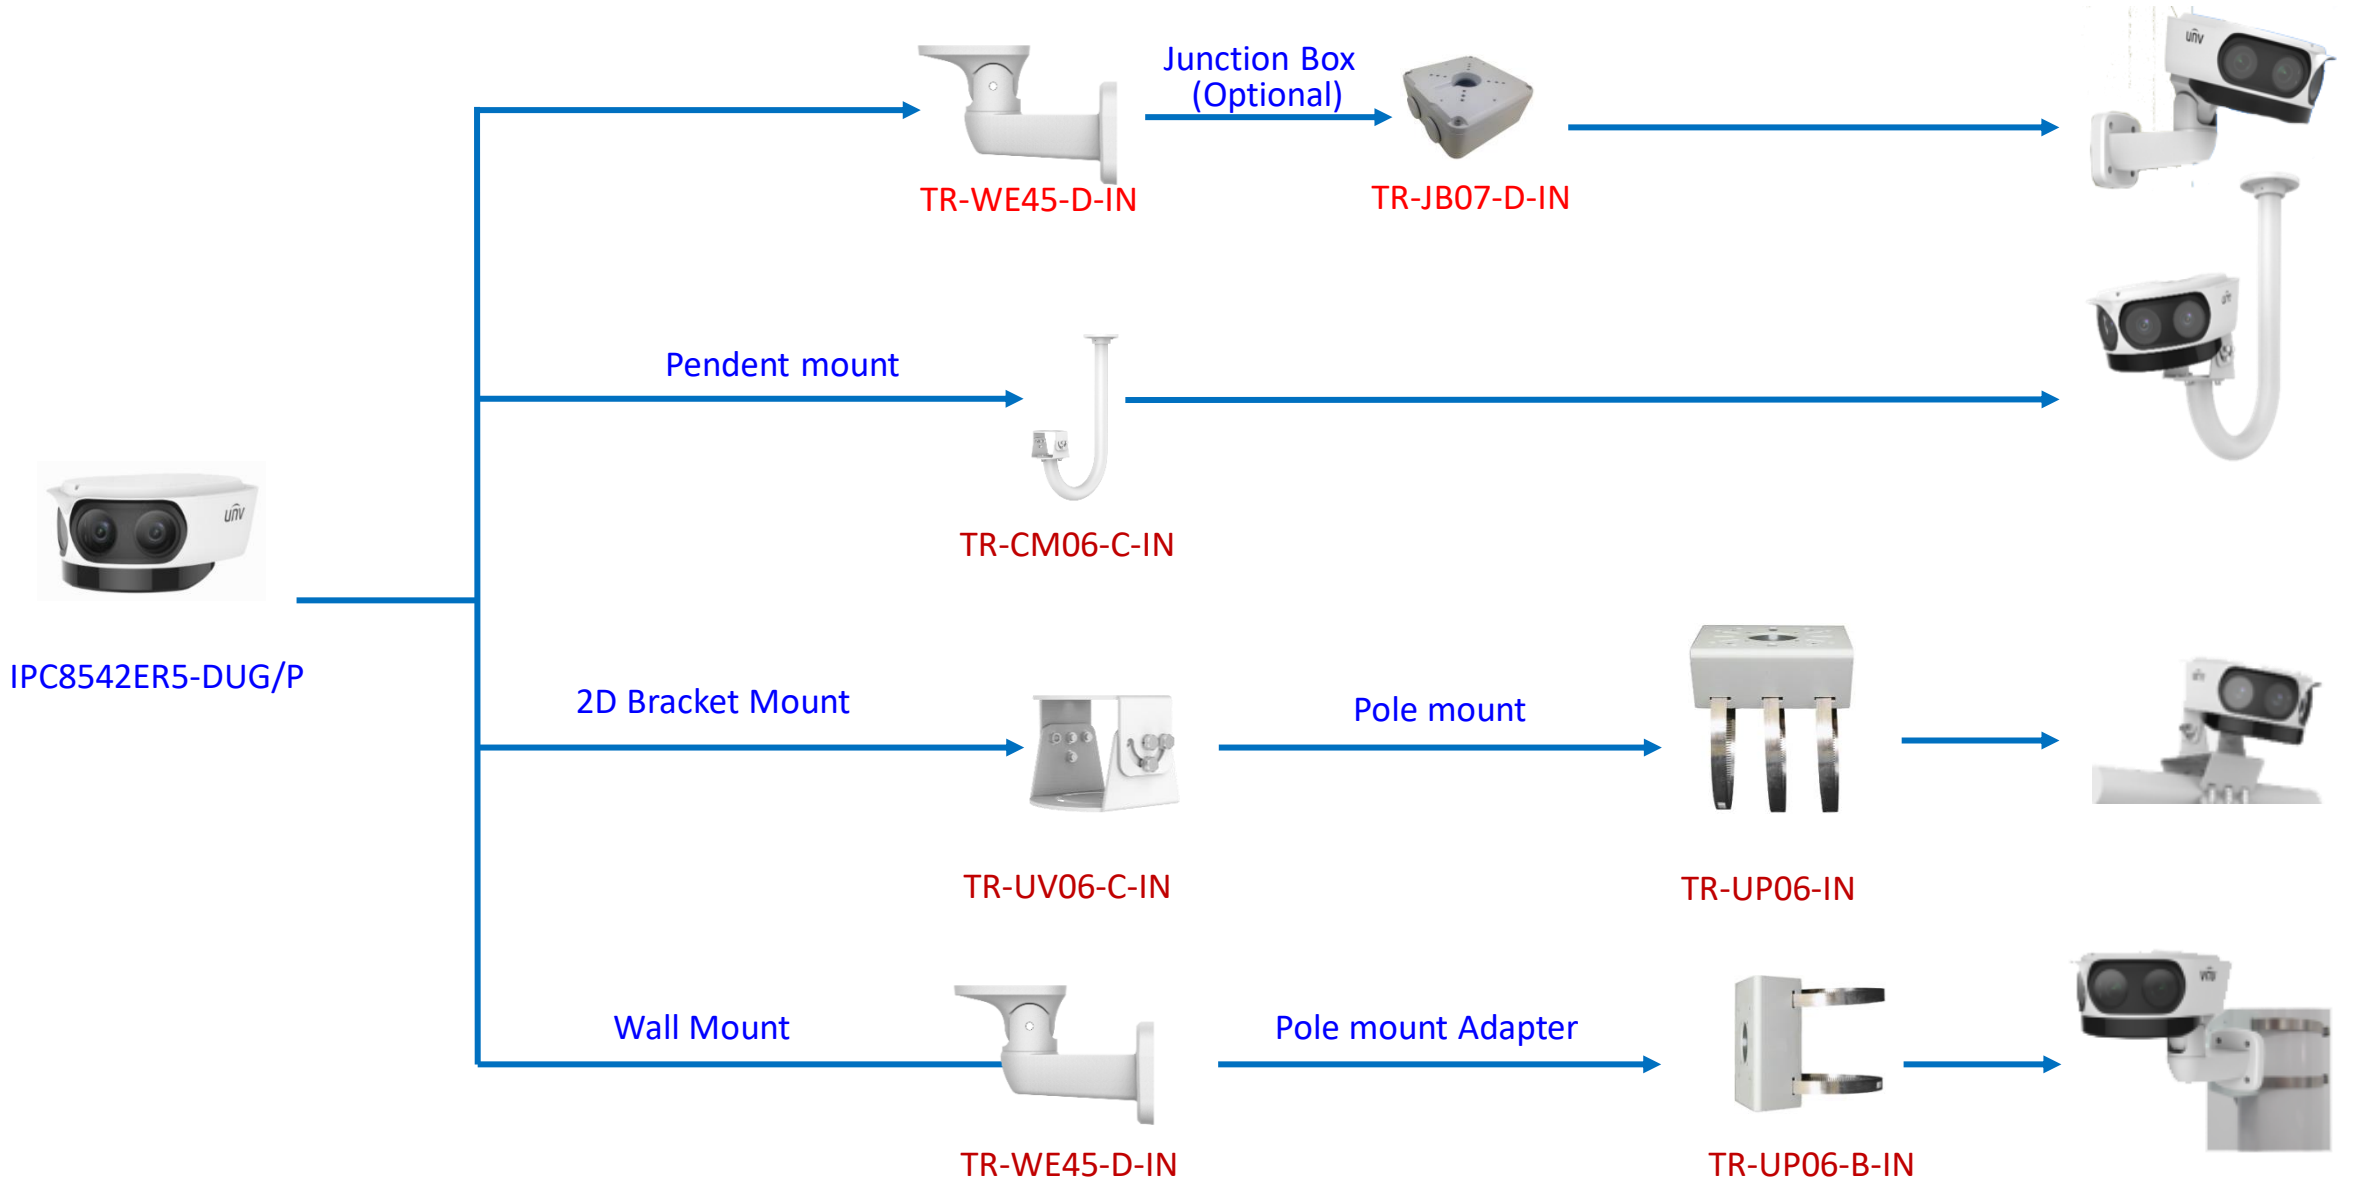 Junction Box
(Optional)
unv
TR-WE45-D-IN
TR-JB07-D-IN
Pendent mount
unv
TR-CM06-C-IN
IPC8542ER5-DUG/P
2D Bracket Mount
Pole mount
TR-UV06-C-IN
TR-UP06-IN
Wall Mount
Pole mount Adapter
TR-WE45-D-IN
TR-UP06-B-IN